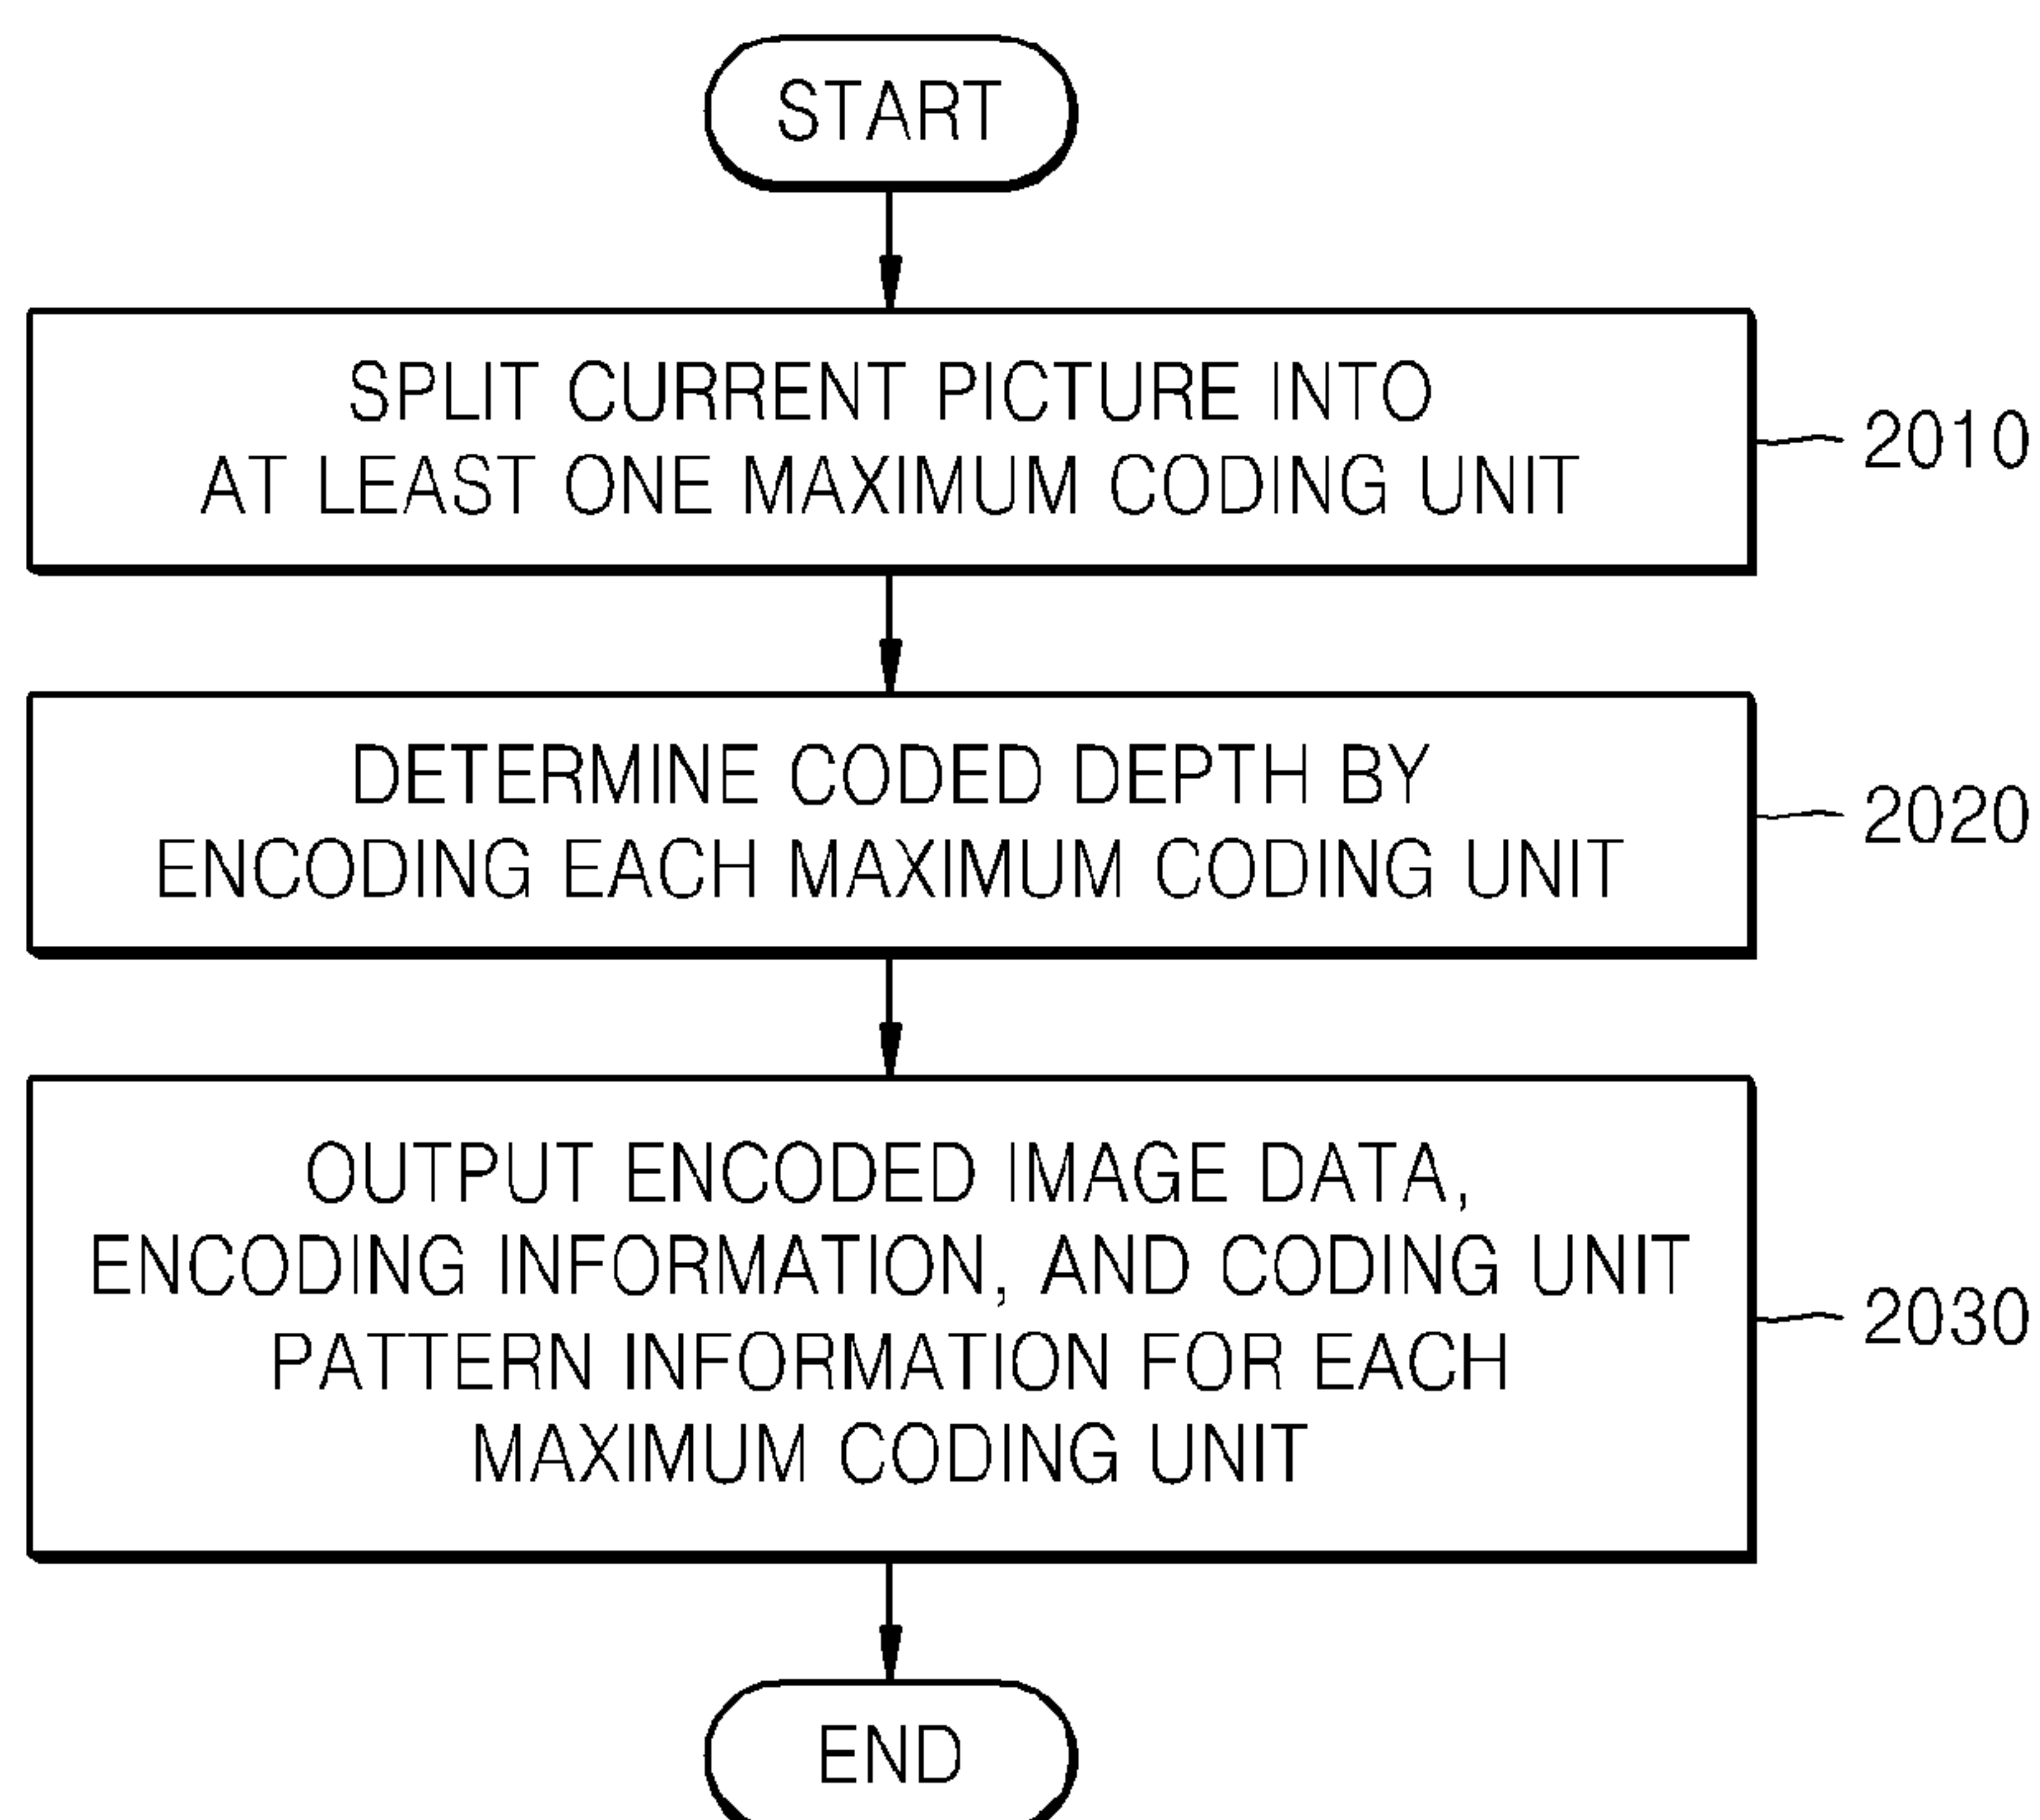 START
SPLIT CURRENT PICTURE INTO
AT LEAST ONE MAXIMUM CODING UNIT
2010
DETERMINE CODED DEPTH BY
ENCODING EACH MAXIMUM CODING UNIT
2020
OUTPUT ENCODED IMAGE DATA,
ENCODING INFORMATION, AND CODING UNIT
PATTERN INFORMATION FOR EACH
MAXIMUM CODING UNIT
2030
END